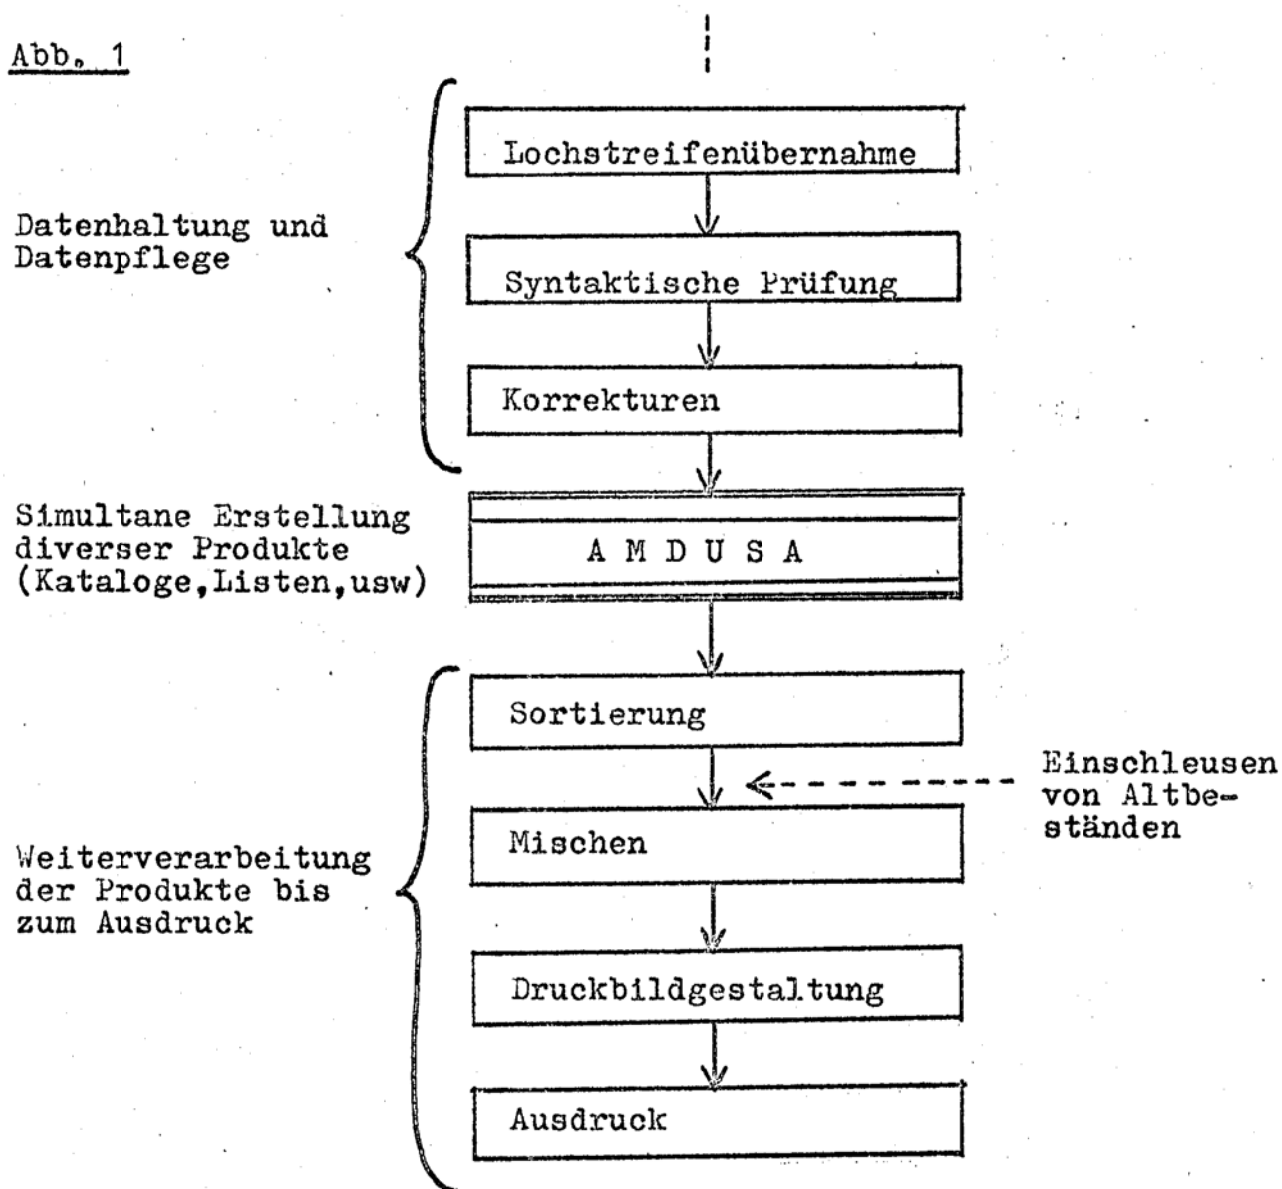 Abb. 1
Lochstreifenübernahme
Datenhaltung und
Datenpflege
Syntaktische Prüfung
Korrekturen
Simultane Erstellung
diverser Produkte
(Kataloge,Listen,usw)
A M D U S A
Sortierung
Einschleusen
von Altbe-
ständen
Mischen
Weiterverarbeitung
der Produkte bis
zum Ausdruck
Druckbildgestaltung
Ausdruck